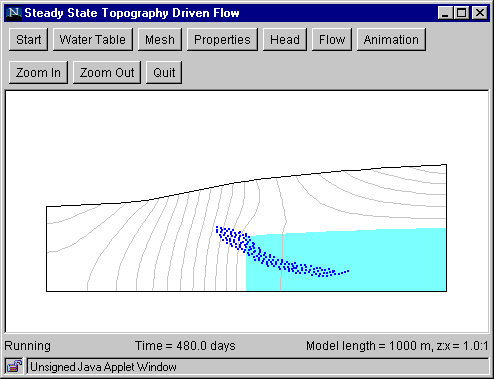 Steady State Topography Driven Flow
Start Water Table Mesh Properties Head Flow Animation
Zoom In Zoom Out Quit
Running Time = 480.0 days Model length = 1000 m, z:x = 1.0:1
Unsigned Java Applet Window